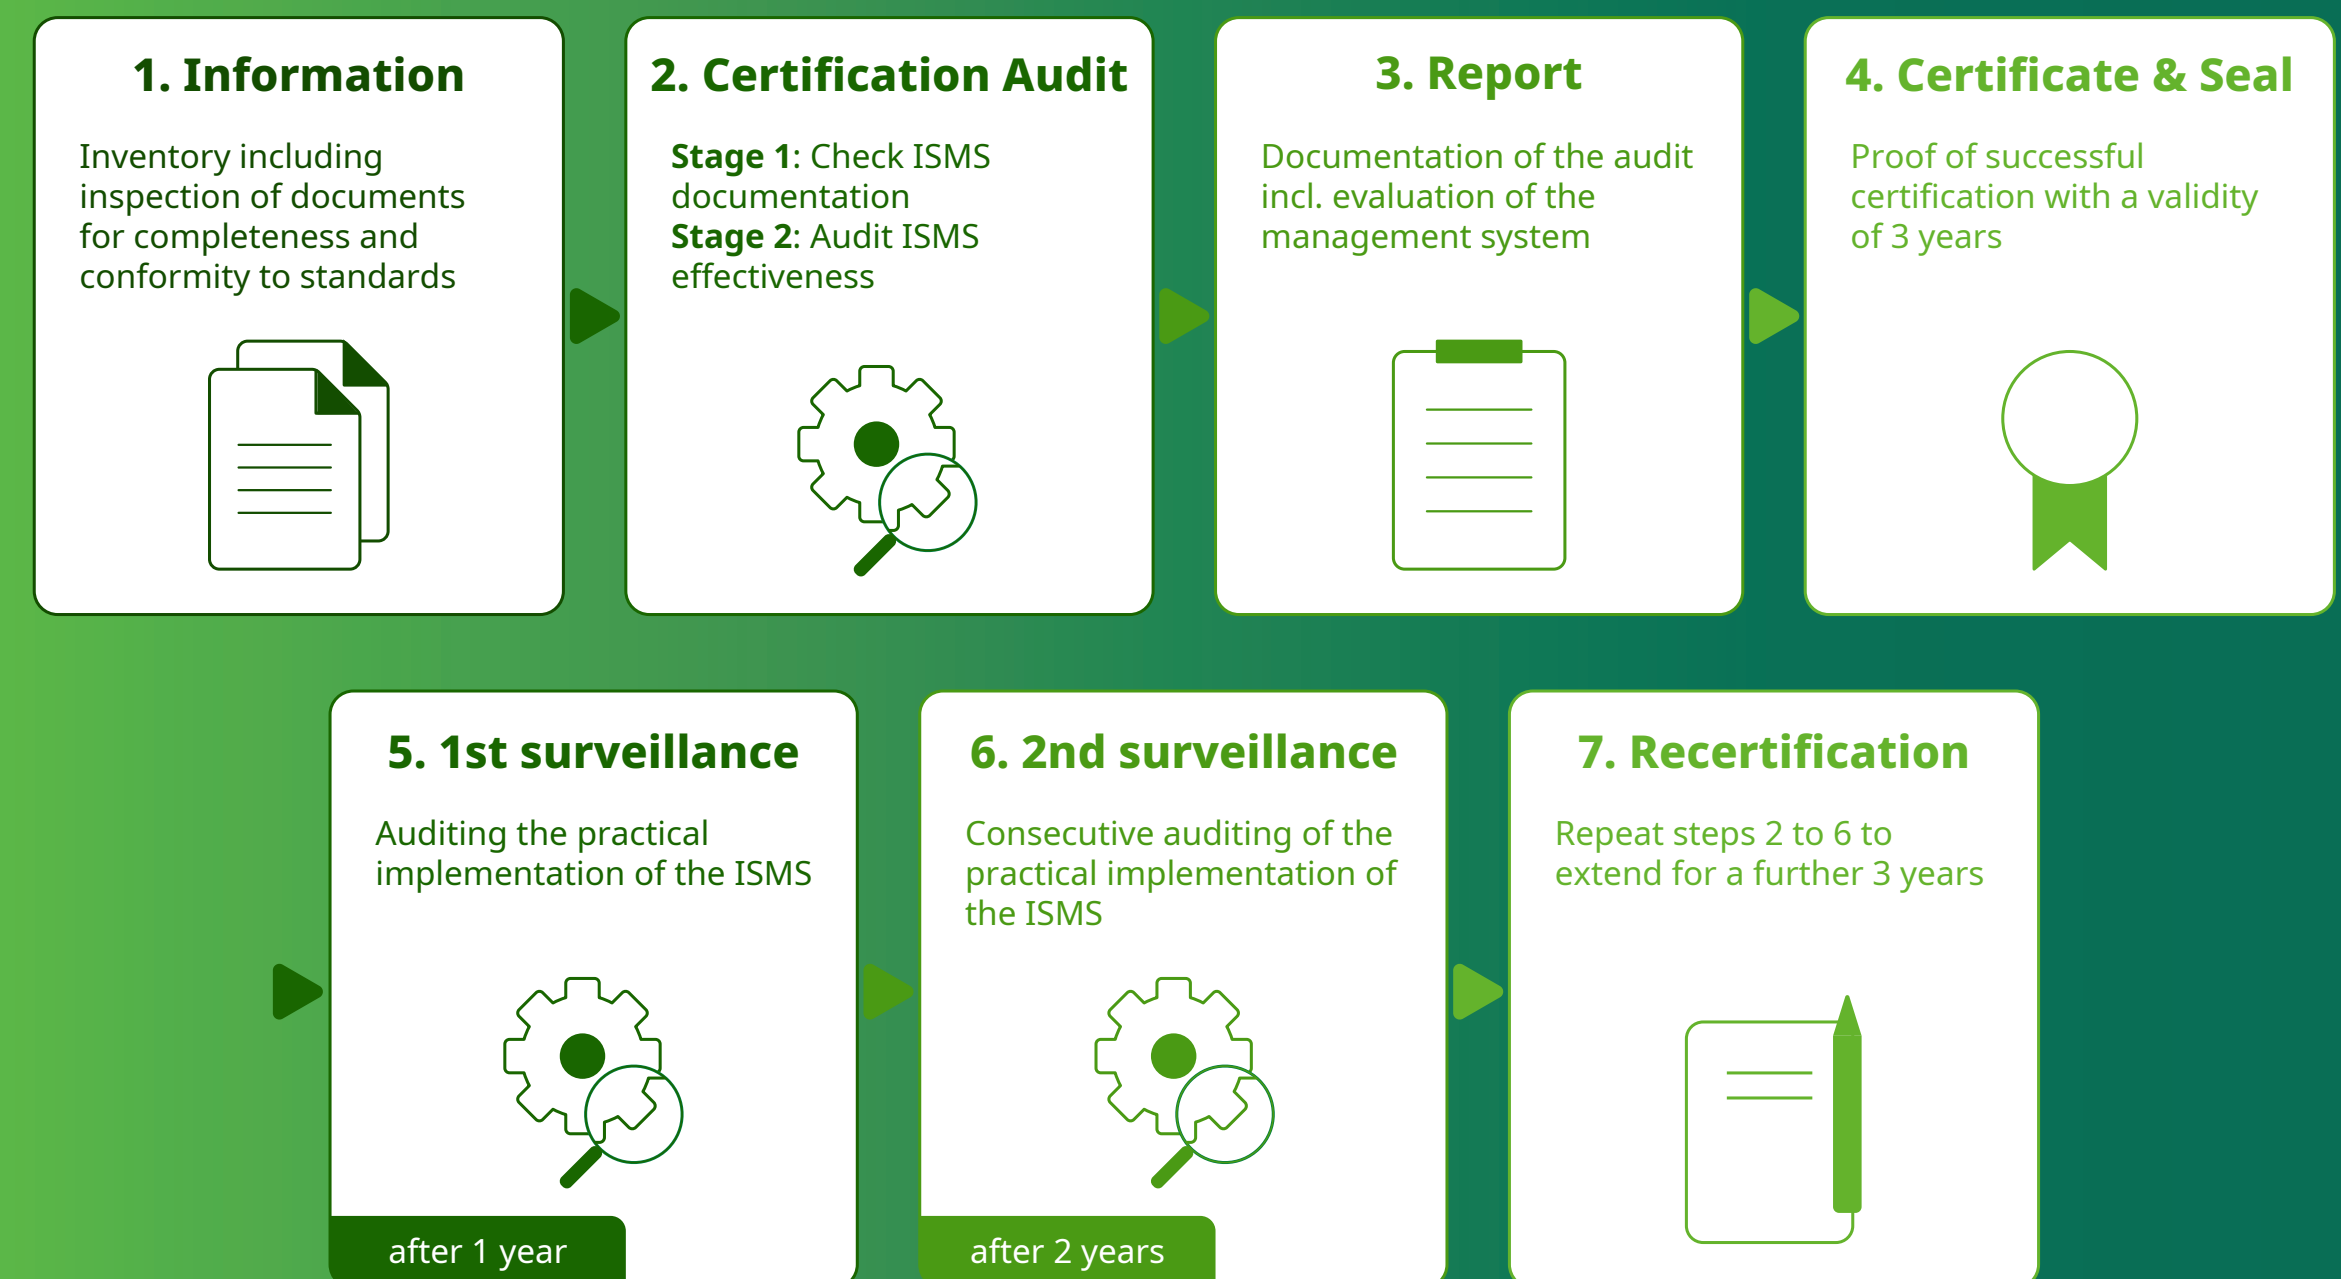 1. Information
Inventory including
inspection of documents
for completeness and
conformity to standards
2. Certification Audit
Stage 1: Check ISMS
documentation
Stage 2: Audit ISMS
effectiveness
3. Report
Documentation of the audit
incl. evaluation of the
management system
4. Certificate & Seal
Proof of successful
certification with a validity
of 3 years
5. 1st surveillance
Auditing the practical
implementation of the ISMS
after 1 year
6. 2nd surveillance
Consecutive auditing of the
practical implementation of
the ISMS
after 2 years
7. Recertification
Repeat steps 2 to 6 to
extend for a further 3 years